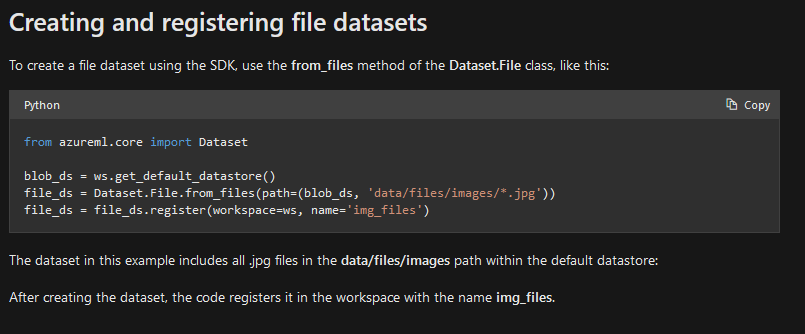 Creating and registering file datasets
To create a file dataset using the SDK, use the from_files method of the Dataset.File class, like this:
Python
Copy
from azureml.core import Dataset
blob_ds = ws.get_default_datastore()
file_ds = Dataset.File.from_files(path=(blob_ds, 'data/files/images/*.jpg'))
file_ds = file_ds.register(workspace=ws, name='img_files')
The dataset in this example includes all .jpg files in the data/files/images path within the default datastore:
After creating the dataset, the code registers it in the workspace with the name img_files.